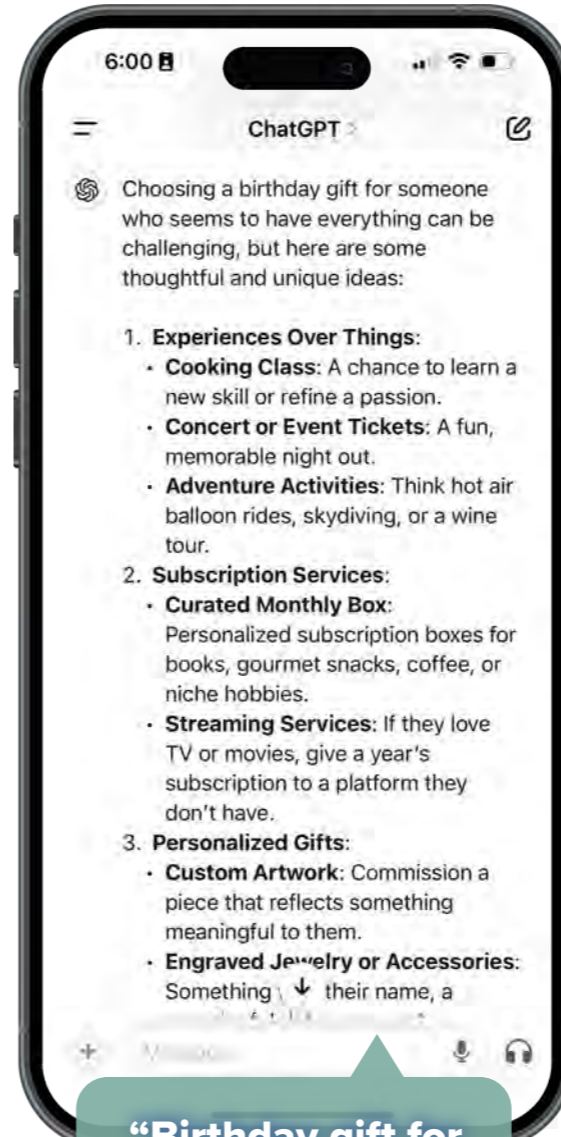 6:00
ChatGPT >
Choosing a birthday gift for someone
who seems to have everything can be
challenging, but here are some
thoughtful and unique ideas:
1. Experiences Over Things:
• Cooking Class: A chance to learn a
new skill or refine a passion.
• Concert or Event Tickets: A fun,
memorable night out.
• Adventure Activities: Think hot air
balloon rides, skydiving, or a wine
tour.
2. Subscription Services:
• Curated Monthly Box:
Personalized subscription boxes for
books, gourmet snacks, coffee, or
niche hobbies.
• Streaming Services: If they love
TV or movies, give a year's
subscription to a platform they
don't have.
3. Personalized Gifts:
• Custom Artwork: Commission a
piece that reflects something
meaningful to them.
• Engraved Jewelry or Accessories:
Something their name, a
“Birthday gift for